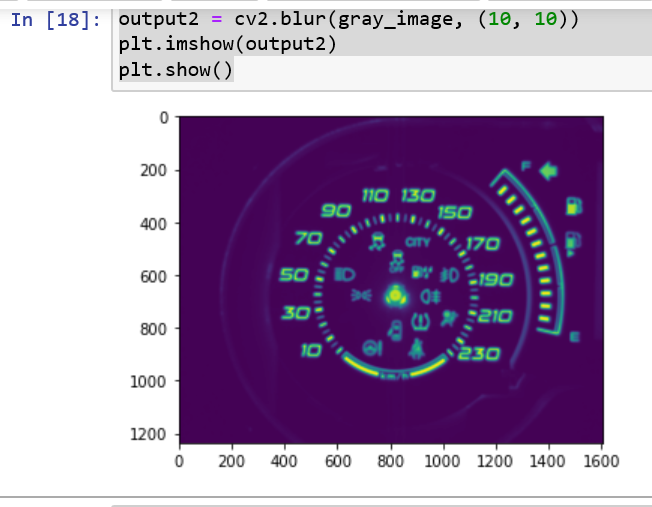 In [18]: output2 = cv2.blur(gray_image, (10, 10))
plt.imshow(output2)
plt.show()
0
200
400
600
800
1000
1200
110 130
90 150
70 CITY 170
OFF
50 190
30 210
10 230
km/h
F
E
0 200 400 600 800 1000 1200 1400 1600